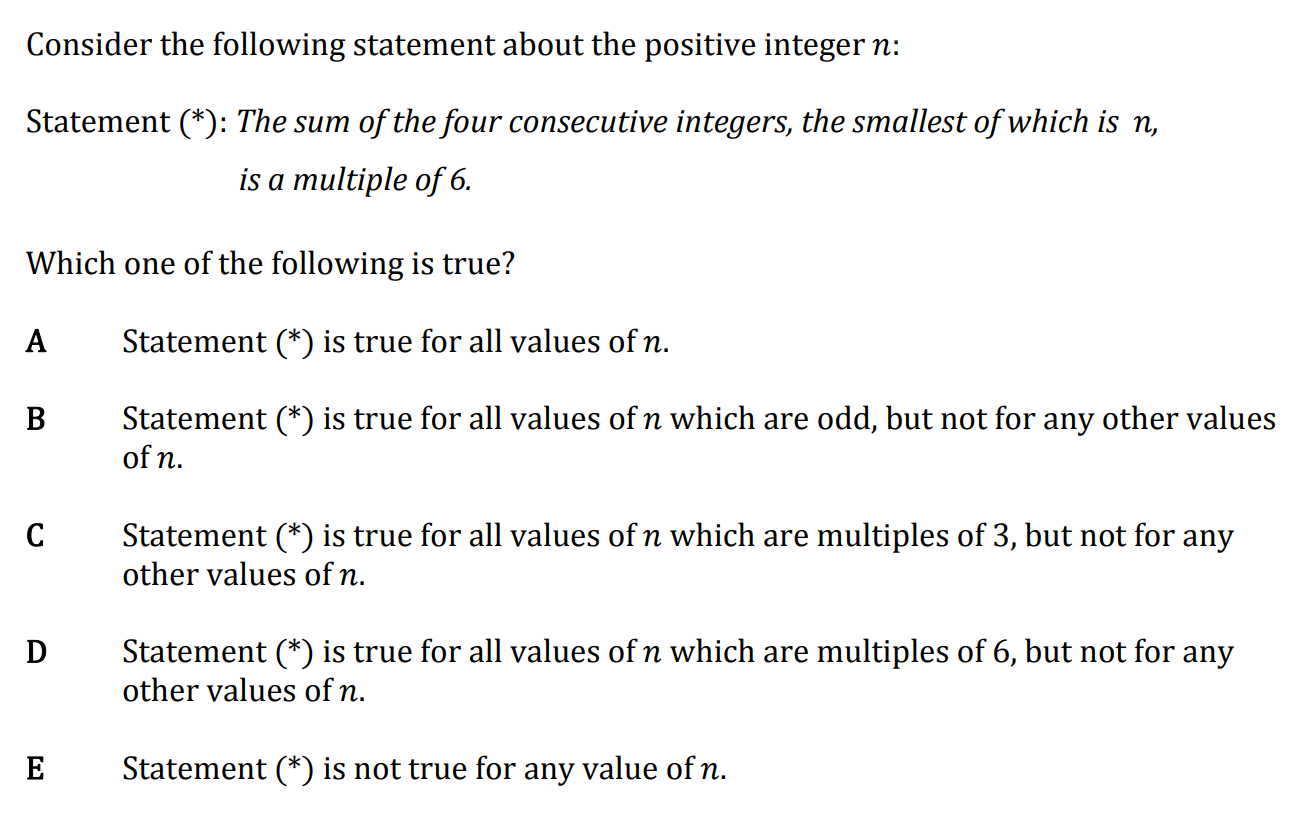 Consider the following statement about the positive integer n:
Statement (*): The sum of the four consecutive integers, the smallest of which is n,
is a multiple of 6.
Which one of the following is true?
A Statement (*) is true for all values of n.
B Statement (*) is true for all values of n which are odd, but not for any other values
of n.
C Statement (*) is true for all values of n which are multiples of 3, but not for any
other values of n.
D Statement (*) is true for all values of n which are multiples of 6, but not for any
other values of n.
E Statement (*) is not true for any value of n.